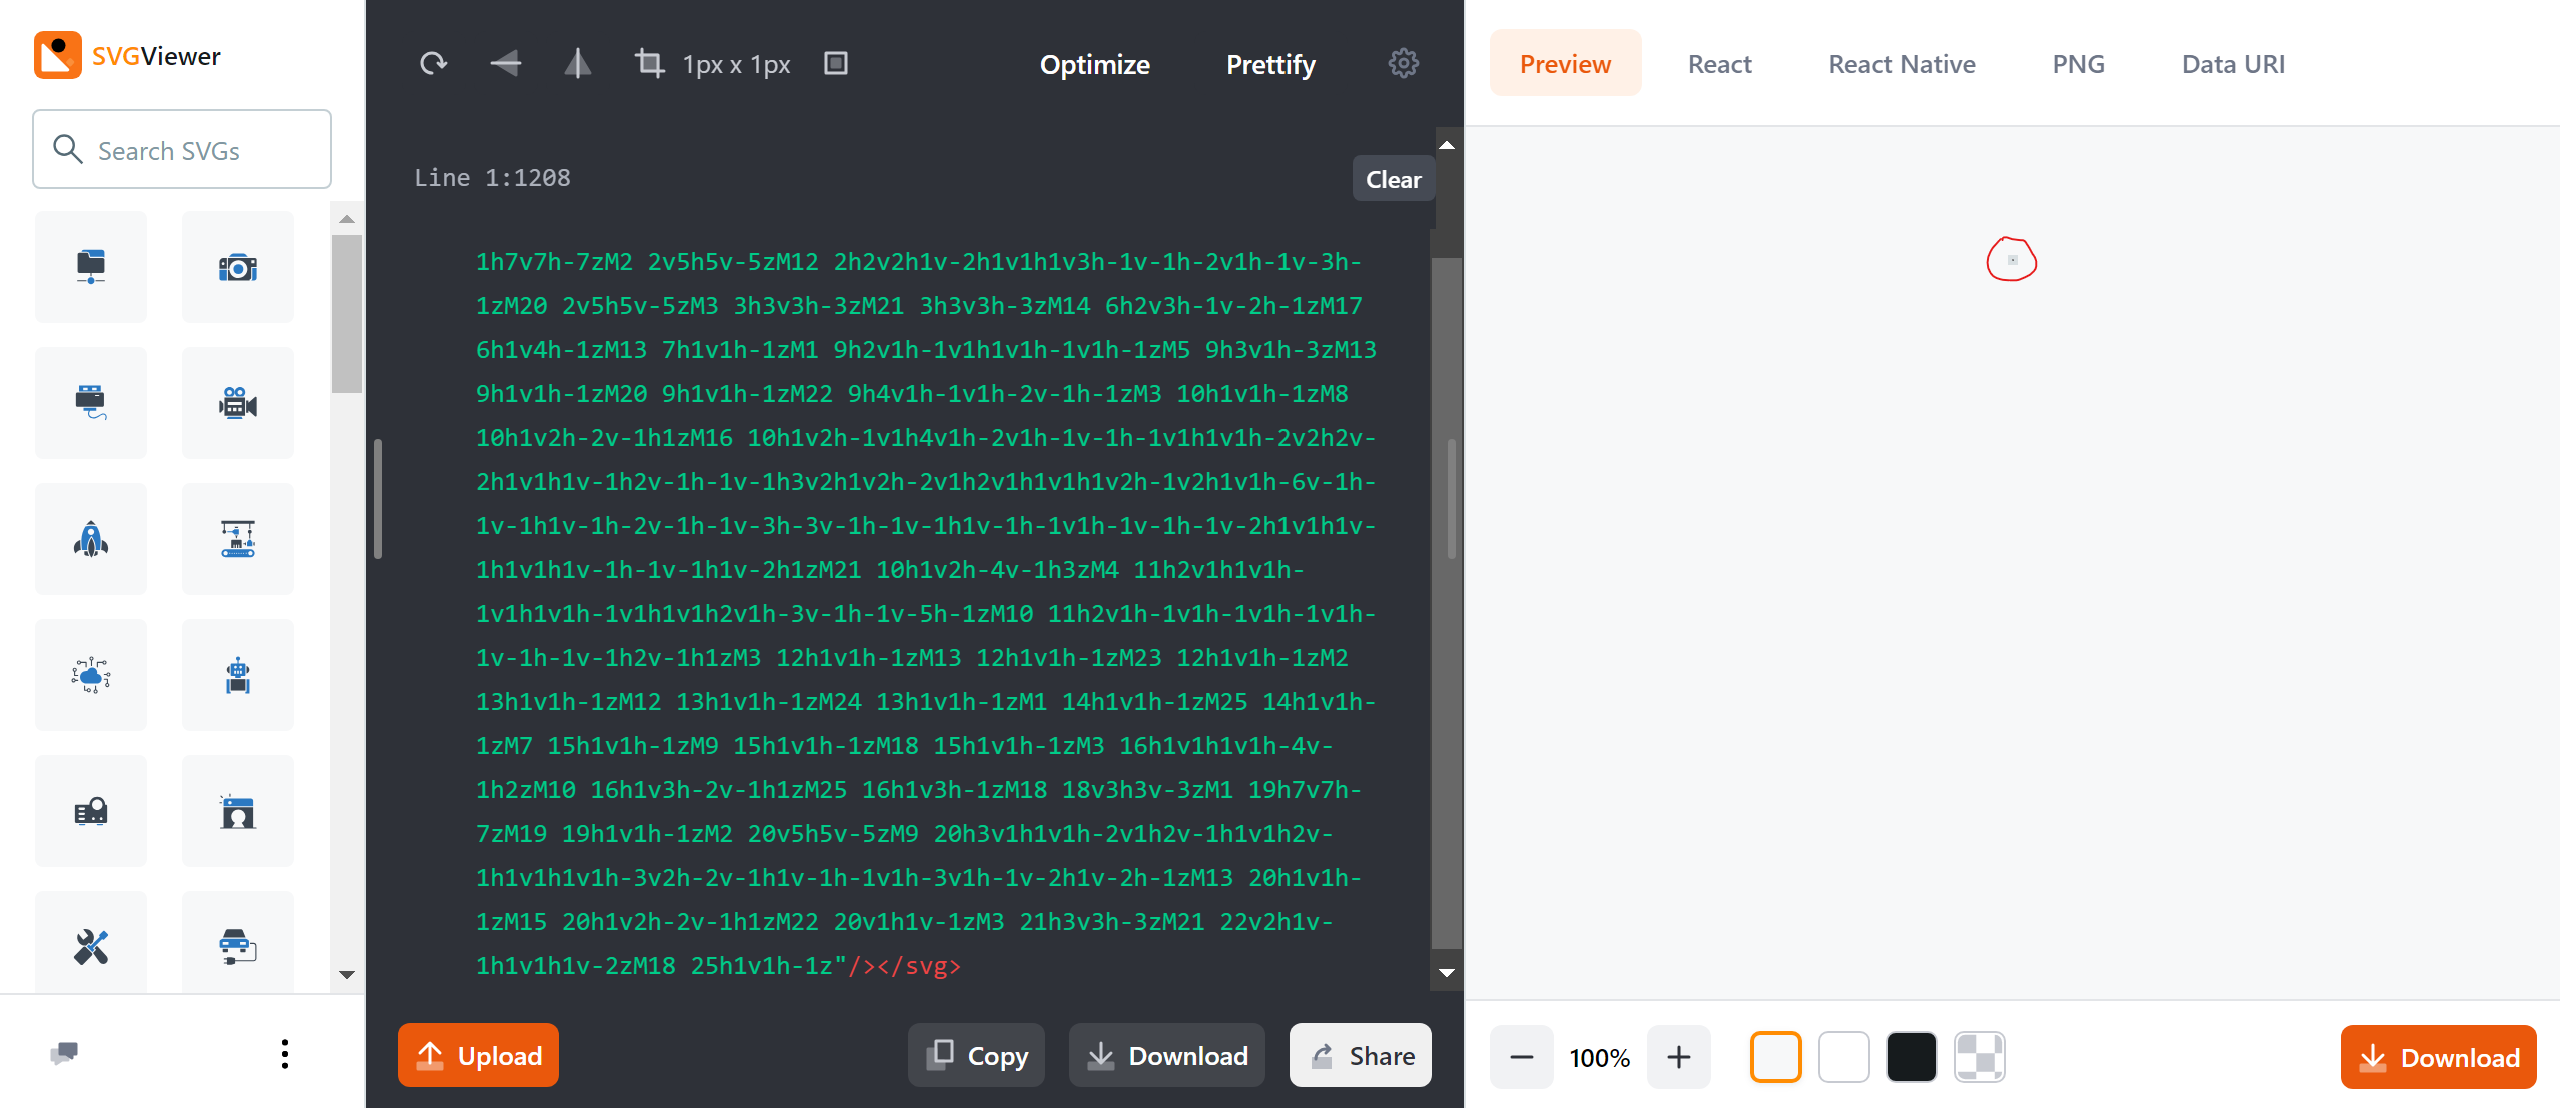 SVGViewer
Search SVGs
1px x 1px
Optimize
Prettify
Line 1:1208
Clear
1h7v7h-7zM2 2v5h5v-5zM12 2h2v2h1v-2h1v1h1v3h-1v-1h-2v1h-1v-3h-
1zM20 2v5h5v-5zM3 3h3v3h-3zM21 3h3v3h-3zM14 6h2v3h-1v-2h-1zM17
6h1v4h-1zM13 7h1v1h-1zM1 9h2v1h-1v1h1v1h-1v1h-1zM5 9h3v1h-3zM13
9h1v1h-1zM20 9h1v1h-1zM22 9h4v1h-1v1h-2v-1h-1zM3 10h1v1h-1zM8
10h1v2h-2v-1h1zM16 10h1v2h-1v1h4v1h-2v1h-1v-1h-1v1h1v1h-2v2h2v-
2h1v1h1v-1h2v-1h-1v-1h3v2h1v2h-2v1h2v1h1v1h1v2h-1v2h1v1h-6v-1h-
1v-1h1v-1h-2v-1h-1v-3h-3v-1h-1v-1h1v-1h-1v1h-1v-1h-1v-2h1v1h1v-
1h1v1h1v-1h-1v-1h1v-2h1zM21 10h1v2h-4v-1h3zM4 11h2v1h1v1h-
1v1h1v1h-1v1h1v1h2v1h-3v-1h-1v-5h-1zM10 11h2v1h-1v1h-1v1h-1v1h-
1v-1h-1v-1h2v-1h1zM3 12h1v1h-1zM13 12h1v1h-1zM23 12h1v1h-1zM2
13h1v1h-1zM12 13h1v1h-1zM24 13h1v1h-1zM1 14h1v1h-1zM25 14h1v1h-
1zM7 15h1v1h-1zM9 15h1v1h-1zM18 15h1v1h-1zM3 16h1v1h1v1h-4v-
1h2zM10 16h1v3h-2v-1h1zM25 16h1v3h-1zM18 18v3h3v-3zM1 19h7v7h-
7zM19 19h1v1h-1zM2 20v5h5v-5zM9 20h3v1h1v1h-2v1h2v-1h1v1h2v-
1h1v1h1v1h-3v2h-2v-1h1v-1h-1v1h-3v1h-1v-2h1v-2h-1zM13 20h1v1h-
1zM15 20h1v2h-2v-1h1zM22 20v1h1v-1zM3 21h3v3h-3zM21 22v2h1v-
1h1v1h1v-2zM18 25h1v1h-1z"/></svg>
Upload
Copy
Download
Share
Preview
React
React Native
PNG
Data URI
100%
Download